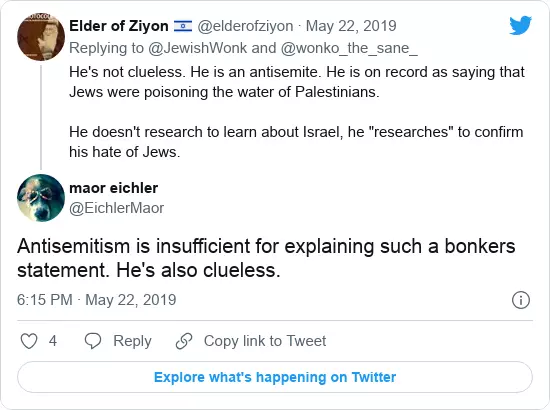 Elder of Ziyon 🇮🇱 @elderofziyon · May 22, 2019
Replying to @JewishWonk and @wonko_the_sane_
He's not clueless. He is an antisemite. He is on record as saying that
Jews were poisoning the water of Palestinians.
He doesn't research to learn about Israel, he "researches" to confirm
his hate of Jews.
maor eichler
@EichlerMaor
Antisemitism is insufficient for explaining such a bonkers
statement. He's also clueless.
6:15 PM · May 22, 2019
4 Reply Copy link to Tweet
Explore what's happening on Twitter